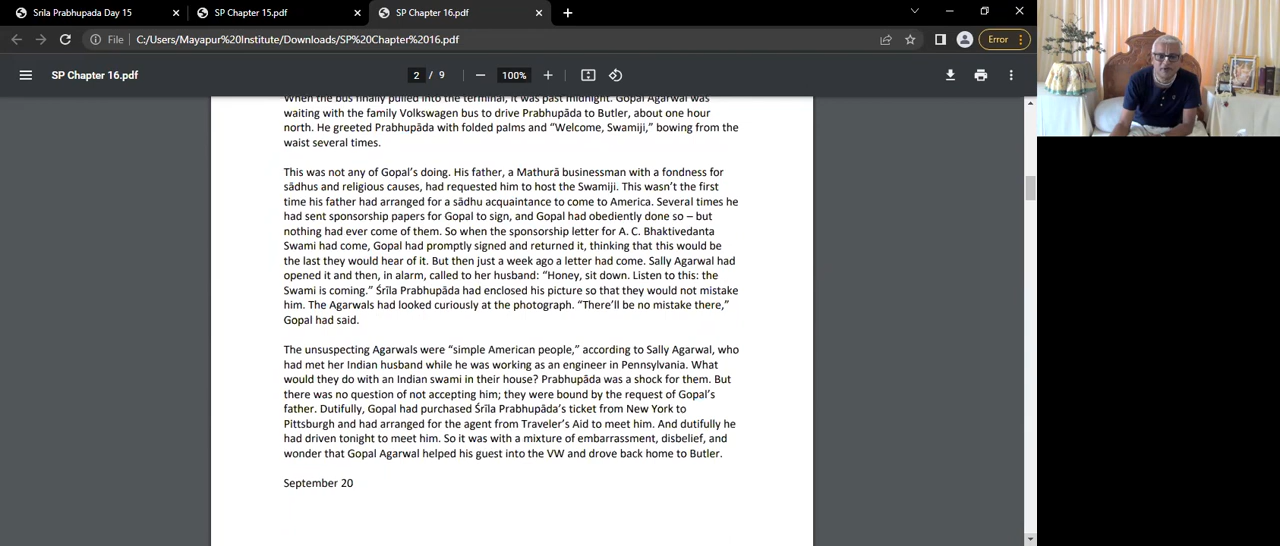 Srila Prabhupada Day 15
SP Chapter 15.pdf
SP Chapter 16.pdf
File
C:/Users/Mayapur%20Institute/Downloads/SP%20Chapter%2016.pdf
Error
SP Chapter 16.pdf
2 / 9
100%
When the bus finally pulled into the terminal, it was past midnight. Gopal Agarwal was
waiting with the family Volkswagen bus to drive Prabhupāda to Butler, about one hour
north. He greeted Prabhupāda with folded palms and “Welcome, Swamiji,” bowing from the
waist several times.
This was not any of Gopal’s doing. His father, a Mathurā businessman with a fondness for
sādhus and religious causes, had requested him to host the Swamiji. This wasn’t the first
time his father had arranged for a sādhu acquaintance to come to America. Several times he
had sent sponsorship papers for Gopal to sign, and Gopal had obediently done so – but
nothing had ever come of them. So when the sponsorship letter for A. C. Bhaktivedanta
Swami had come, Gopal had promptly signed and returned it, thinking that this would be
the last they would hear of it. But then just a week ago a letter had come. Sally Agarwal had
opened it and then, in alarm, called to her husband: “Honey, sit down. Listen to this: the
Swami is coming.” Śrīla Prabhupāda had enclosed his picture so that they would not mistake
him. The Agarwals had looked curiously at the photograph. “There’ll be no mistake there,”
Gopal had said.
The unsuspecting Agarwals were “simple American people,” according to Sally Agarwal, who
had met her Indian husband while he was working as an engineer in Pennsylvania. What
would they do with an Indian swami in their house? Prabhupāda was a shock for them. But
there was no question of not accepting him; they were bound by the request of Gopal’s
father. Dutifully, Gopal had purchased Śrīla Prabhupāda’s ticket from New York to
Pittsburgh and had arranged for the agent from Traveler’s Aid to meet him. And dutifully he
had driven tonight to meet him. So it was with a mixture of embarrassment, disbelief, and
wonder that Gopal Agarwal helped his guest into the VW and drove back home to Butler.
September 20